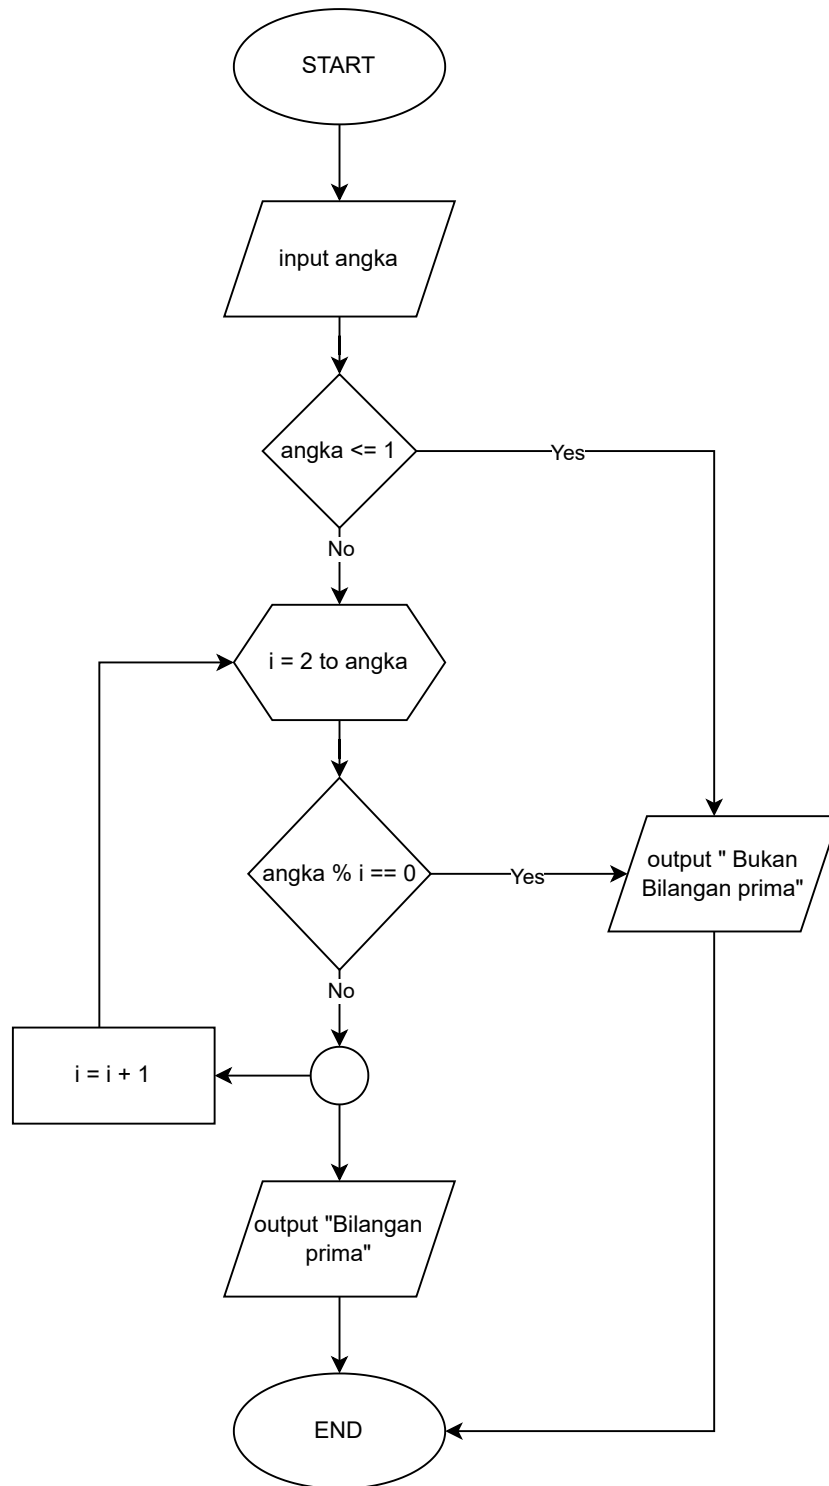 START
input angka
angka <= 1
Yes
No
i = 2 to angka
angka % i == 0
Yes
output " Bukan
Bilangan prima"
No
i = i + 1
output "Bilangan
prima"
END